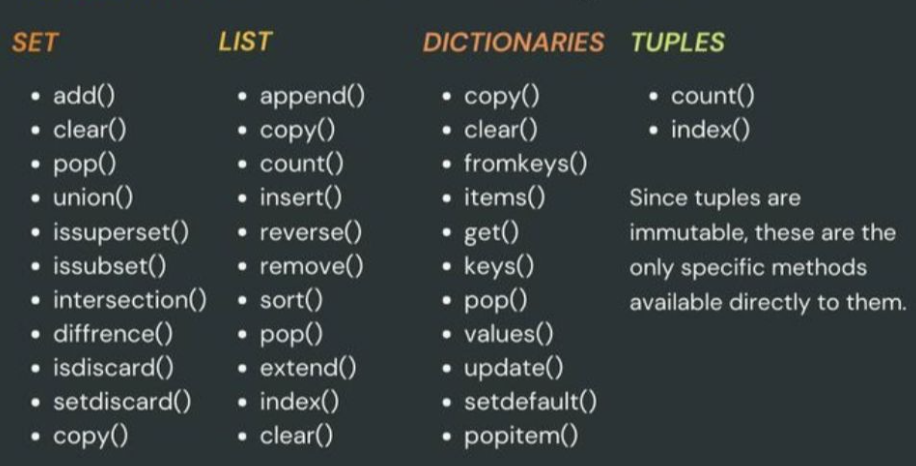 SET
• add()
• clear()
• pop()
• union()
• issuperset()
• issubset()
• intersection()
• diffrence()
• isdiscard()
• setdiscard()
• copy()
LIST
• append()
• copy()
• count()
• insert()
• reverse()
• remove()
• sort()
• pop()
• extend()
• index()
• clear()
DICTIONARIES
• copy()
• clear()
• fromkeys()
• items()
• get()
• keys()
• pop()
• values()
• update()
• setdefault()
• popitem()
TUPLES
• count()
• index()
Since tuples are
immutable, these are the
only specific methods
available directly to them.